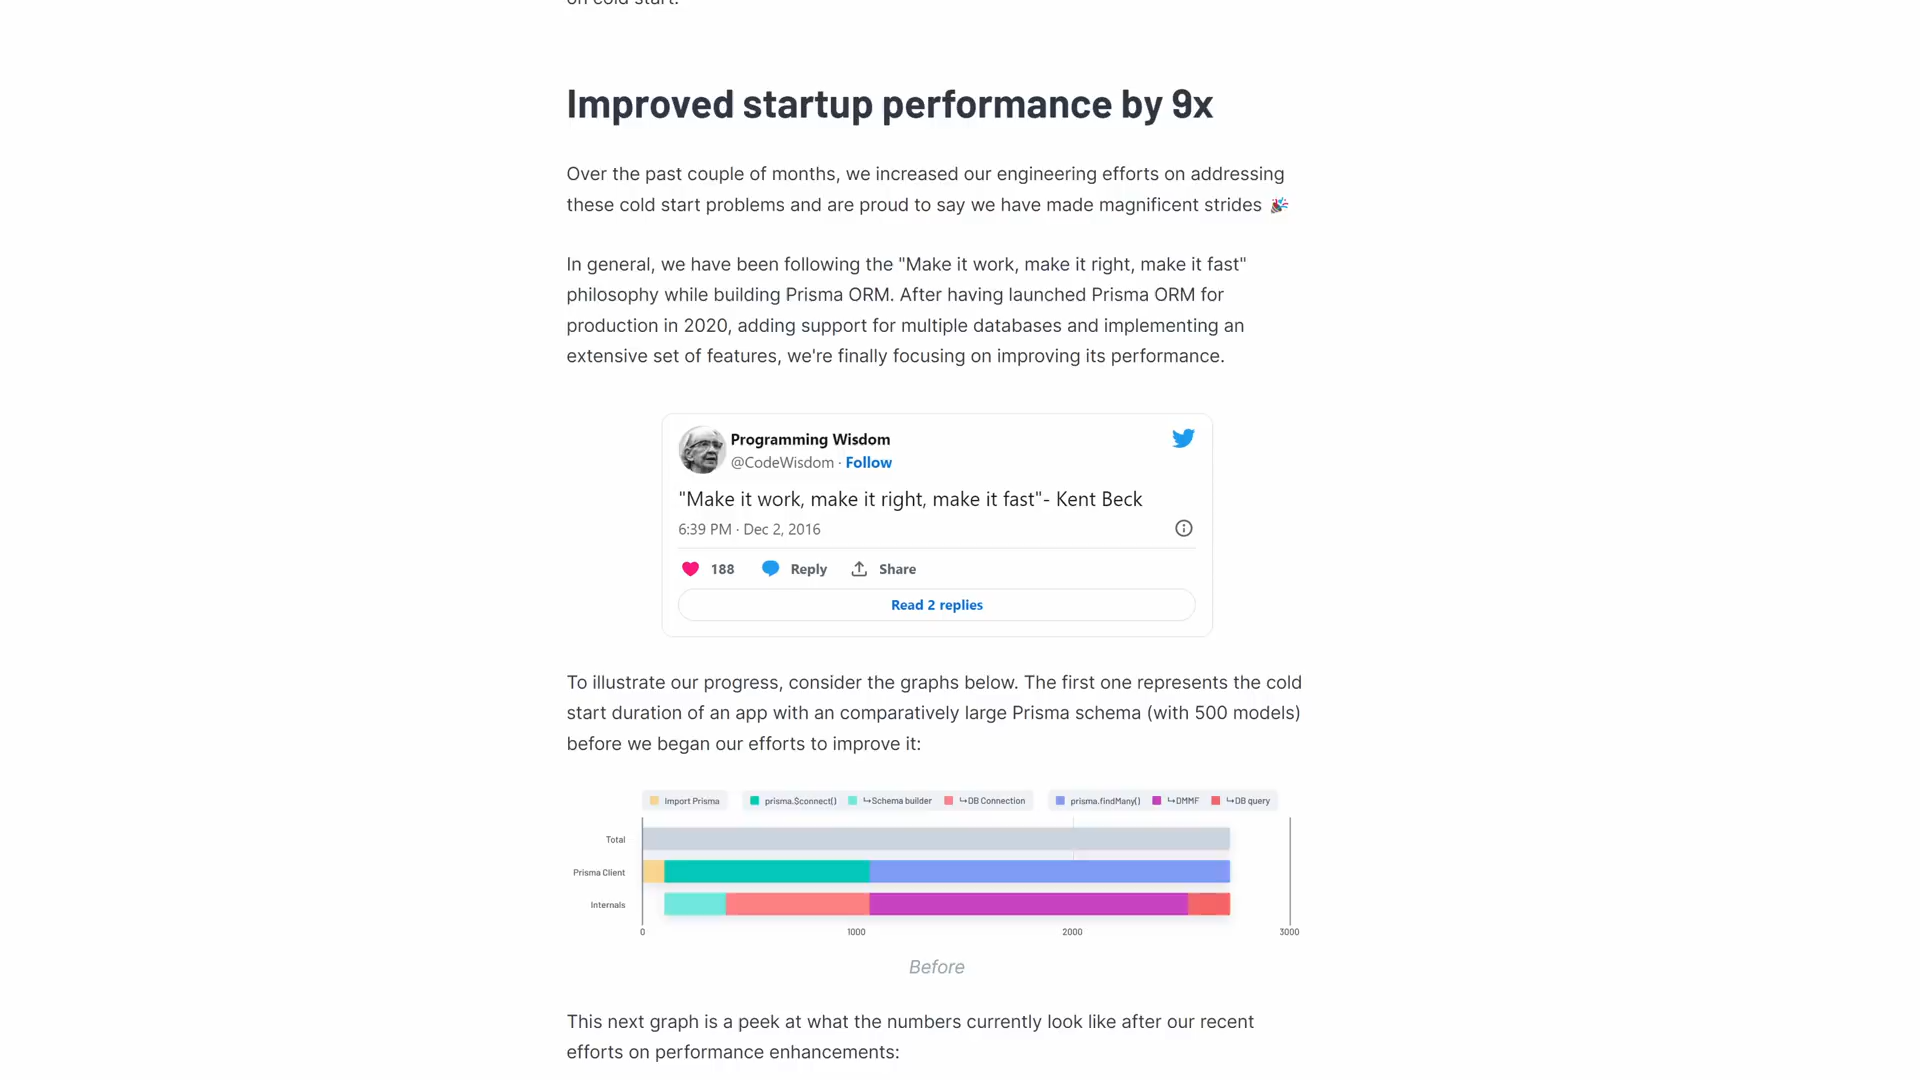 on cold start.
Improved startup performance by 9x
Over the past couple of months, we increased our engineering efforts on addressing
these cold start problems and are proud to say we have made magnificent strides 🎉
In general, we have been following the "Make it work, make it right, make it fast"
philosophy while building Prisma ORM. After having launched Prisma ORM for
production in 2020, adding support for multiple databases and implementing an
extensive set of features, we're finally focusing on improving its performance.
Programming Wisdom
@CodeWisdom · Follow
"Make it work, make it right, make it fast"- Kent Beck
6:39 PM · Dec 2, 2016
188 Reply Share
Read 2 replies
To illustrate our progress, consider the graphs below. The first one represents the cold
start duration of an app with an comparatively large Prisma schema (with 500 models)
before we began our efforts to improve it:
Import Prisma prisma.$connect() ↪Schema builder ↪DB Connection prisma.findMany() ↪DMMF ↪DB query
Total
Prisma Client
Internals
0 1000 2000 3000
Before
This next graph is a peek at what the numbers currently look like after our recent
efforts on performance enhancements: